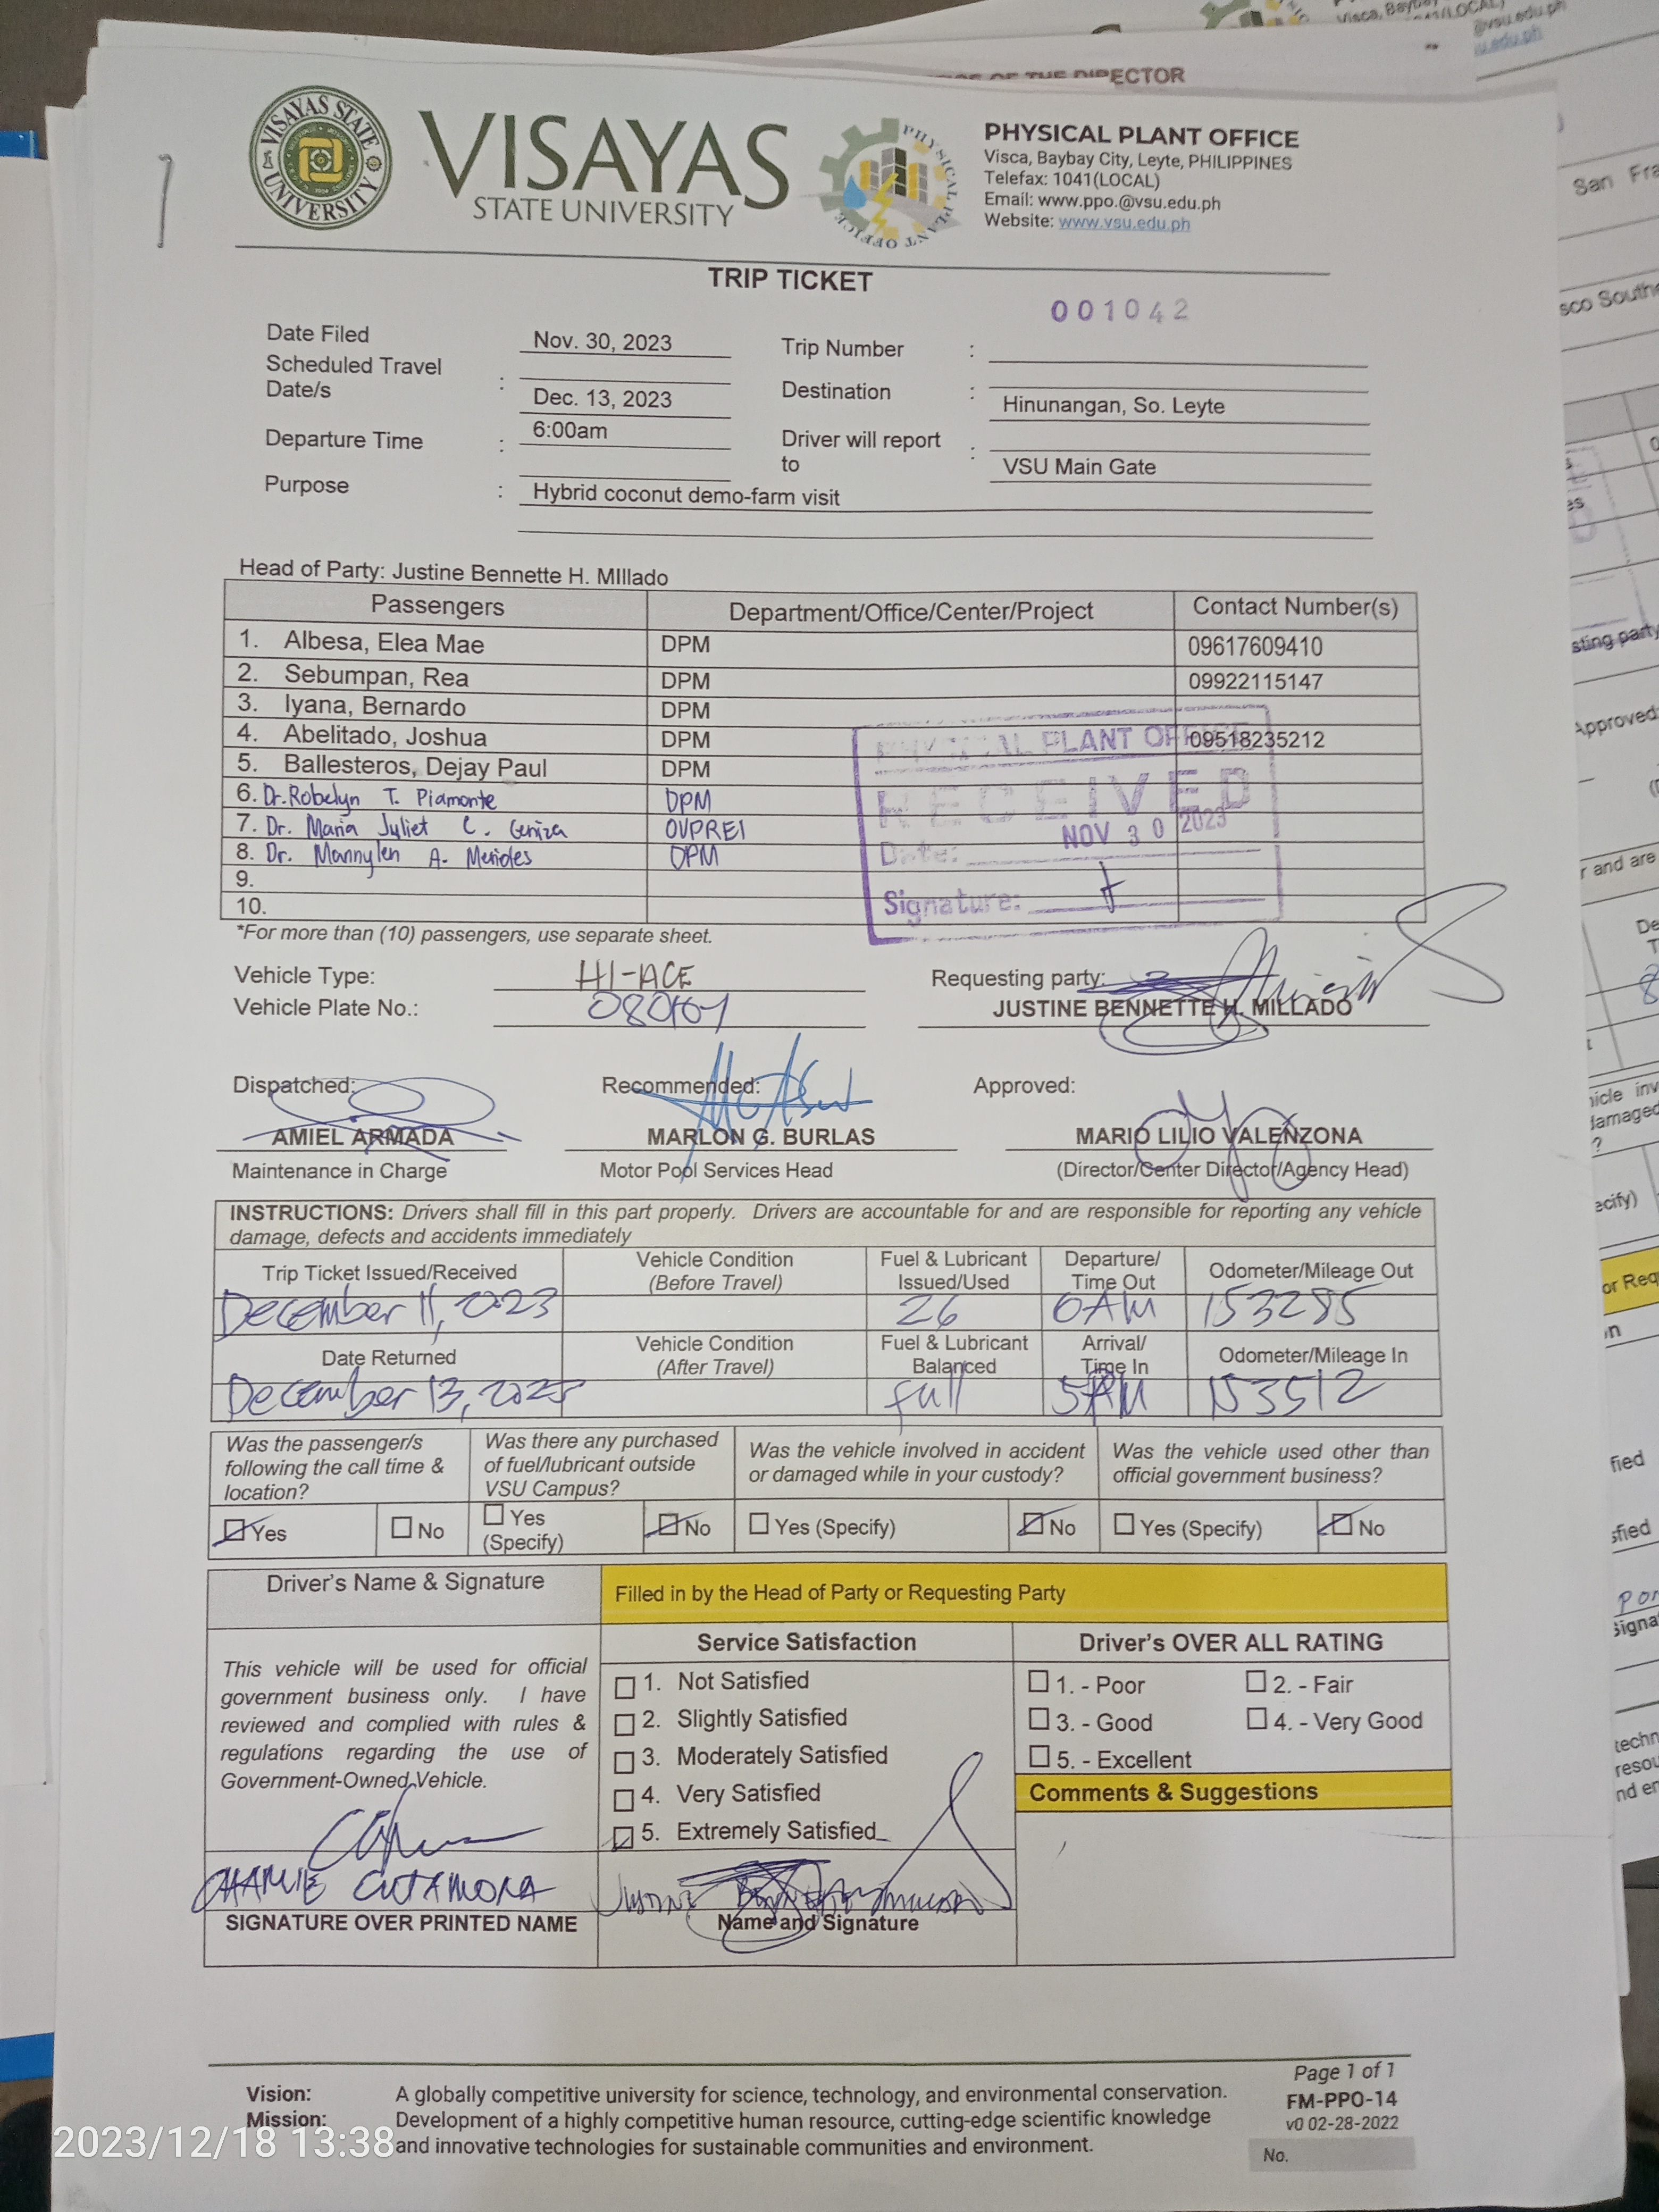 OF THE DIRECTOR
VISAYAS STATE UNIVERSITY
VISAYAS
STATE UNIVERSITY
PHYSICAL PLANT OFFICE
PHYSICAL PLANT OFFICE
Visca, Baybay City, Leyte, PHILIPPINES
Telefax: 1041(LOCAL)
Email: www.ppo.@vsu.edu.ph
Website: www.vsu.edu.ph
TRIP TICKET
001042
Date Filed Nov. 30, 2023 Trip Number :
Scheduled Travel Date/s : Dec. 13, 2023 Destination : Hinunangan, So. Leyte
Departure Time : 6:00am Driver will report to : VSU Main Gate
Purpose : Hybrid coconut demo-farm visit
Head of Party: Justine Bennette H. MIllado
Passengers Department/Office/Center/Project Contact Number(s)
1. Albesa, Elea Mae DPM 09617609410
2. Sebumpan, Rea DPM 09922115147
3. Iyana, Bernardo DPM
4. Abelitado, Joshua DPM 09518235212
5. Ballesteros, Dejay Paul DPM
6. Dr. Robelyn T. Piamonte DPM
7. Dr. Maria Juliet C. Ceniza OVPREI
8. Dr. Mannylen A. Merides DPM
9.
10.
PHYSICAL PLANT OFFICE
RECEIVED
NOV 30 2023
Date:
Signature:
*For more than (10) passengers, use separate sheet.
Vehicle Type: HI-ACE Requesting party:
Vehicle Plate No.: JUSTINE BENNETTE H. MILLADO
Dispatched: Recommended: Approved:
AMIEL ARMADA MARLON G. BURLAS MARIO LILIO VALENZONA
Maintenance in Charge Motor Pool Services Head (Director/Center Director/Agency Head)
INSTRUCTIONS: Drivers shall fill in this part properly. Drivers are accountable for and are responsible for reporting any vehicle
damage, defects and accidents immediately
Trip Ticket Issued/Received Vehicle Condition (Before Travel) Fuel & Lubricant Issued/Used Departure/ Time Out Odometer/Mileage Out
December 11, 2023 26 6AM 153285
Date Returned Vehicle Condition (After Travel) Fuel & Lubricant Balanced Arrival/ Time In Odometer/Mileage In
December 13, 2023 full 153512
Was the passenger/s following the call time & location? Was there any purchased of fuel/lubricant outside VSU Campus? Was the vehicle involved in accident or damaged while in your custody? Was the vehicle used other than official government business?
Yes No Yes (Specify) No Yes (Specify) No Yes (Specify) No
Driver's Name & Signature Filled in by the Head of Party or Requesting Party
Service Satisfaction Driver's OVER ALL RATING
This vehicle will be used for official
government business only. I have
reviewed and complied with rules &
regulations regarding the use of
Government-Owned Vehicle.
1. Not Satisfied
2. Slightly Satisfied
3. Moderately Satisfied
4. Very Satisfied
5. Extremely Satisfied
1. - Poor 2. - Fair
3. - Good 4. - Very Good
5. - Excellent
Comments & Suggestions
CHARLIE CUTAMORA
SIGNATURE OVER PRINTED NAME Name and Signature
Page 1 of 1
FM-PPO-14
v0 02-28-2022
No.
Vision: A globally competitive university for science, technology, and environmental conservation.
Mission: Development of a highly competitive human resource, cutting-edge scientific knowledge
and innovative technologies for sustainable communities and environment.
2023/12/18 13:38